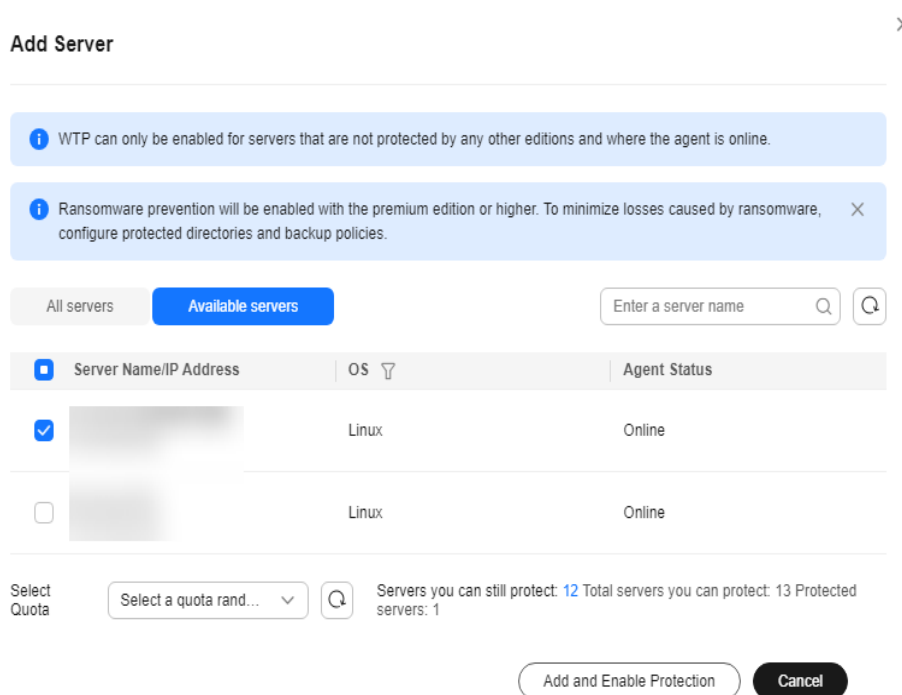 Add Server
WTP can only be enabled for servers that are not protected by any other editions and where the agent is online.
Ransomware prevention will be enabled with the premium edition or higher. To minimize losses caused by ransomware,
configure protected directories and backup policies.
All servers
Available servers
Enter a server name
Server Name/IP Address
OS
Agent Status
Linux
Online
Linux
Online
Select
Quota
Select a quota rand...
Servers you can still protect: 12 Total servers you can protect: 13 Protected
servers: 1
Add and Enable Protection
Cancel